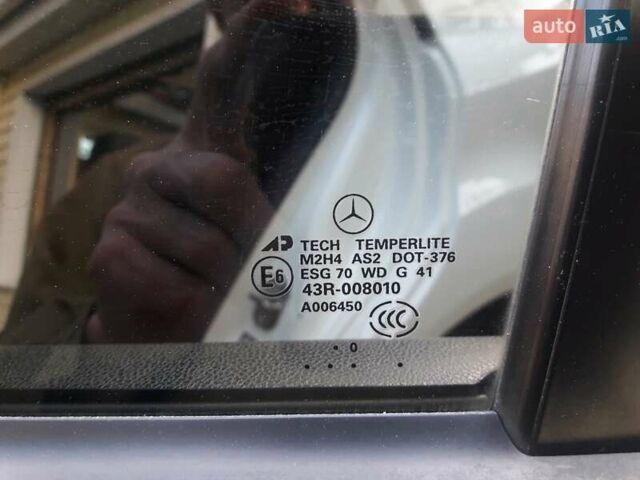 auto RIA .com
AP TECH TEMPERLITE
M2H4 AS2 DOT-376
E6 ESG 70 WD G 41
43R-008010
A006450 CCC
. 0